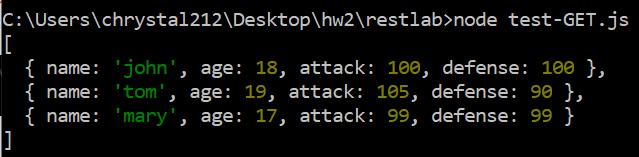 C:\Users\chrystal212\Desktop\hw2\restlab>node test-GET.js
[
  { name: 'john', age: 18, attack: 100, defense: 100 },
  { name: 'tom', age: 19, attack: 105, defense: 90 },
  { name: 'mary', age: 17, attack: 99, defense: 99 }
]